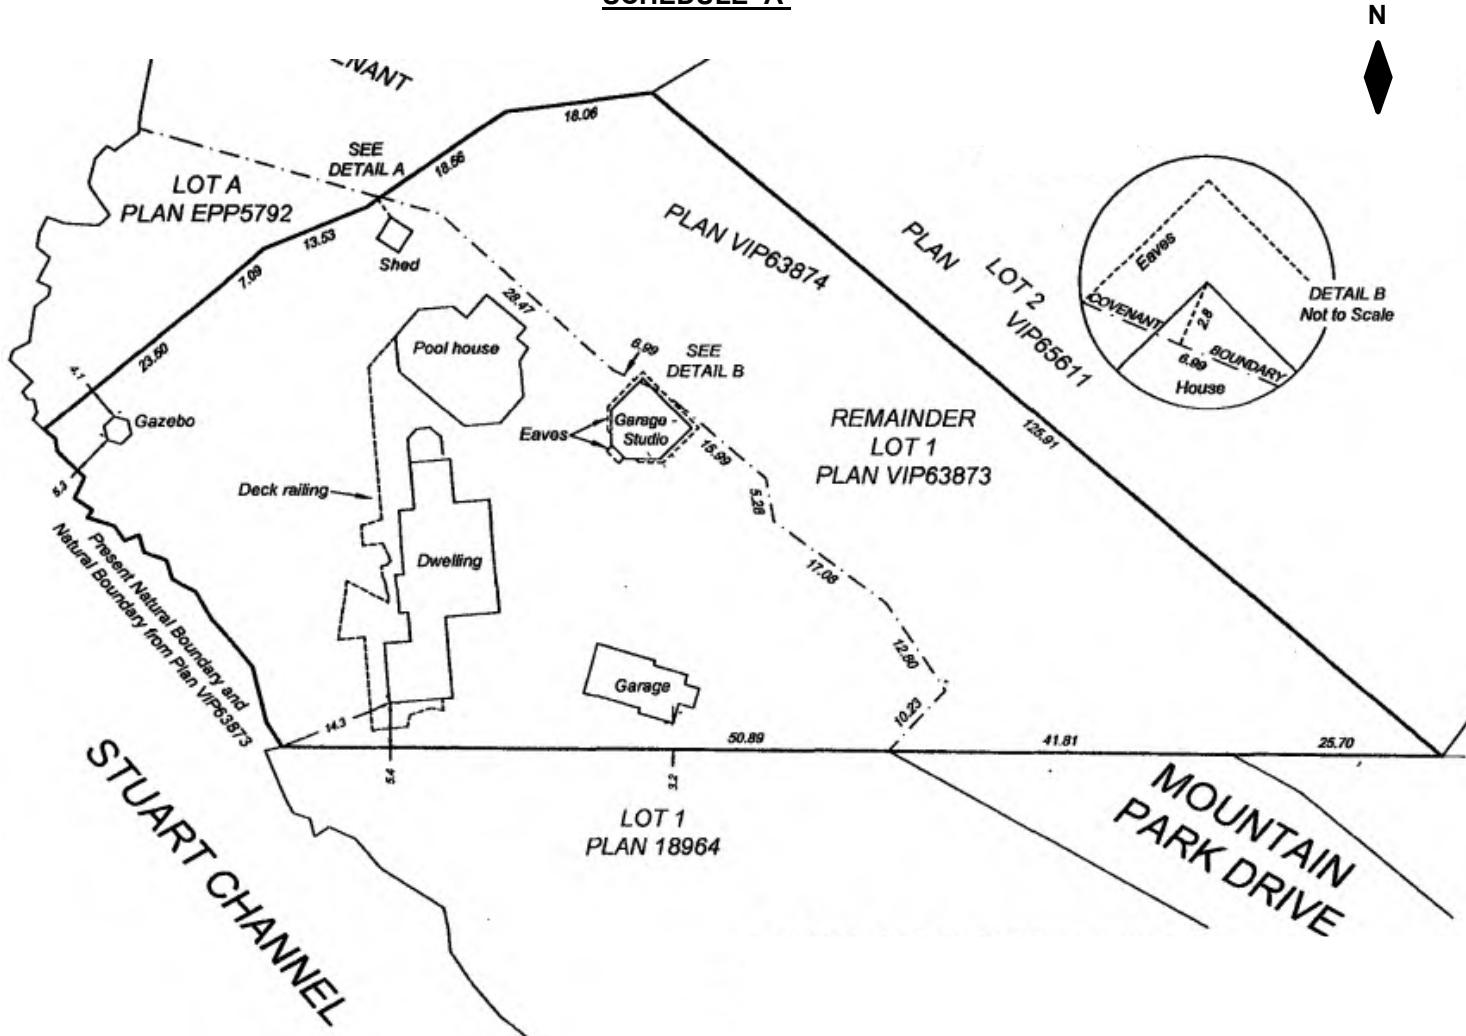 SCHEDULE 'A'
N
ENANT
18.06
SEE
DETAIL A
18.56
LOT A
PLAN EPP5792
13.53
Shed
7.09
PLAN VIP63874
PLAN
LOT 2
VIP65611
Eaves
COVENANT
2.8
6.99
BOUNDARY
House
DETAIL B
Not to Scale
28.47
Pool house
6.99
SEE
DETAIL B
23.50
4.1
Gazebo
5.3
Eaves
Garage -
Studio
15.99
REMAINDER
LOT 1
PLAN VIP63873
125.91
Deck railing
5.28
Dwelling
17.08
Present Natural Boundary and
Natural Boundary from Plan VIP63873
12.80
Garage
10.23
14.3
50.89
41.81
25.70
5.4
3.2
LOT 1
PLAN 18964
MOUNTAIN
PARK DRIVE
STUART CHANNEL